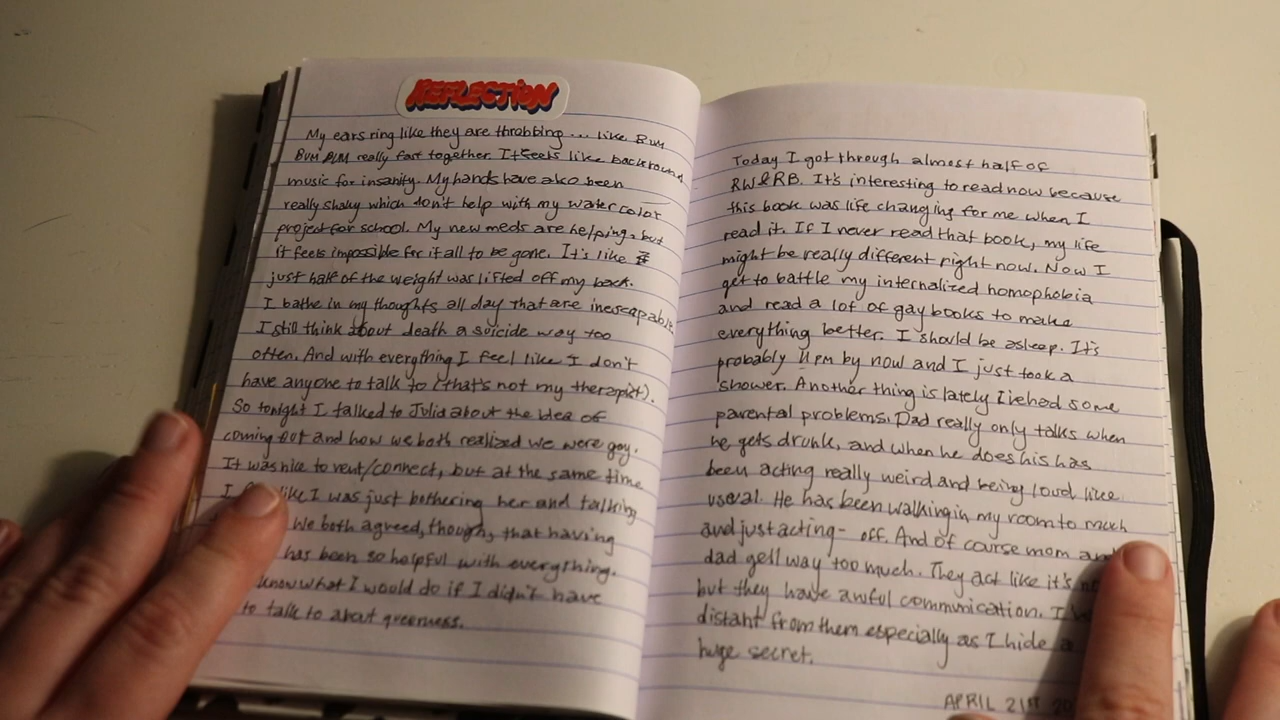 REFLECTION
My ears ring like they are throbbing ... like BUM
BUM BUM really fast together. It feels like backround
music for insanity. My hands have also been
really shaky which don't help with my water color
project for school. My new meds are helping, but
it feels impossible for it all to be gone. It's like
just half of the weight was lifted off my back.
I bathe in my thoughts all day that are inescapable
I still think about death a suicide way too
often. And with everything I feel like I don't
have anyone to talk to (that's not my therapist).
So tonight I talked to Julia about the idea of
coming out and how we both realized we were gay.
It was nice to vent/connect, but at the same time
I like I was just bothering her and talking
We both agreed, though, that having
has been so helpful with everything.
know what I would do if I didn't have
to talk to about queerness.
Today I got through almost half of
RW&RB. It's interesting to read now because
this book was life changing for me when I
read it. If I never read that book, my life
might be really different right now. Now I
get to battle my internalized homophobia
and read a lot of gay books to make
everything better. I should be asleep. It's
probably 11 pm by now and I just took a
shower. Another thing is lately I've had some
parental problems. Dad really only talks when
he gets drunk, and when he does his has
been acting really weird and being loud like
usual. He has been walking in my room to much
and just acting - off. And of course mom and
dad yell way too much. They act like it's
but they have awful communication.
distant from them especially as I hide a
huge secret.
APRIL 21ST